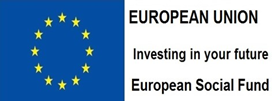 EUROPEAN UNION
Investing in your future
European Social Fund